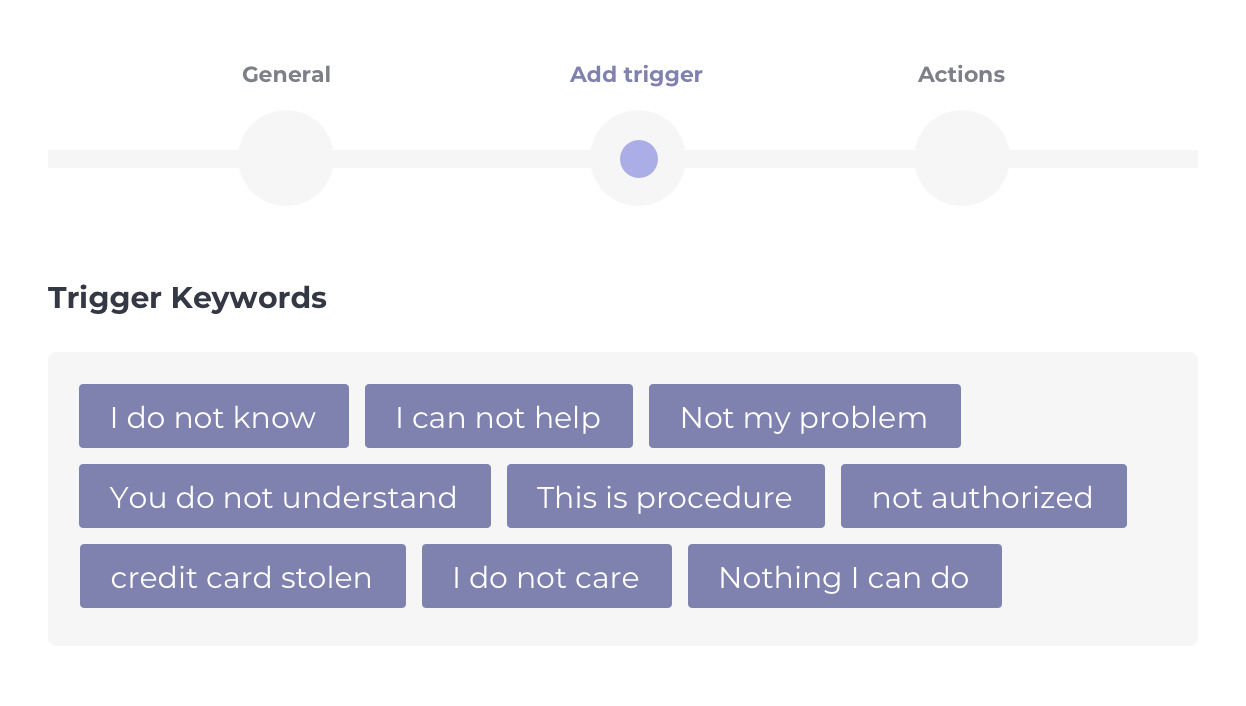 General Add trigger Actions
Trigger Keywords
I do not know I can not help Not my problem
You do not understand This is procedure not authorized
credit card stolen I do not care Nothing I can do